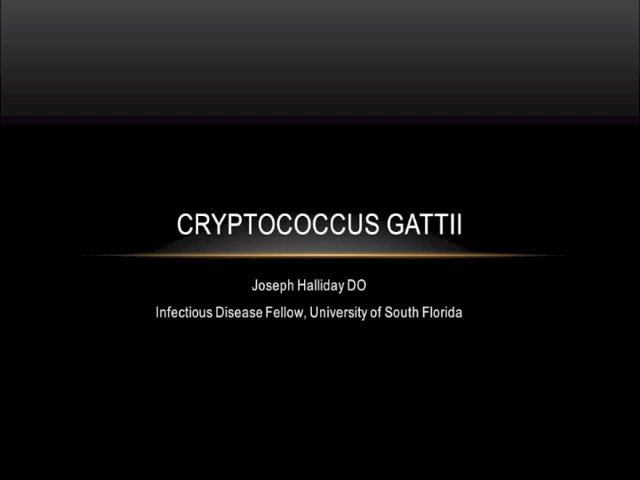 CRYPTOCOCCUS GATTII
Joseph Halliday DO
Infectious Disease Fellow, University of South Florida